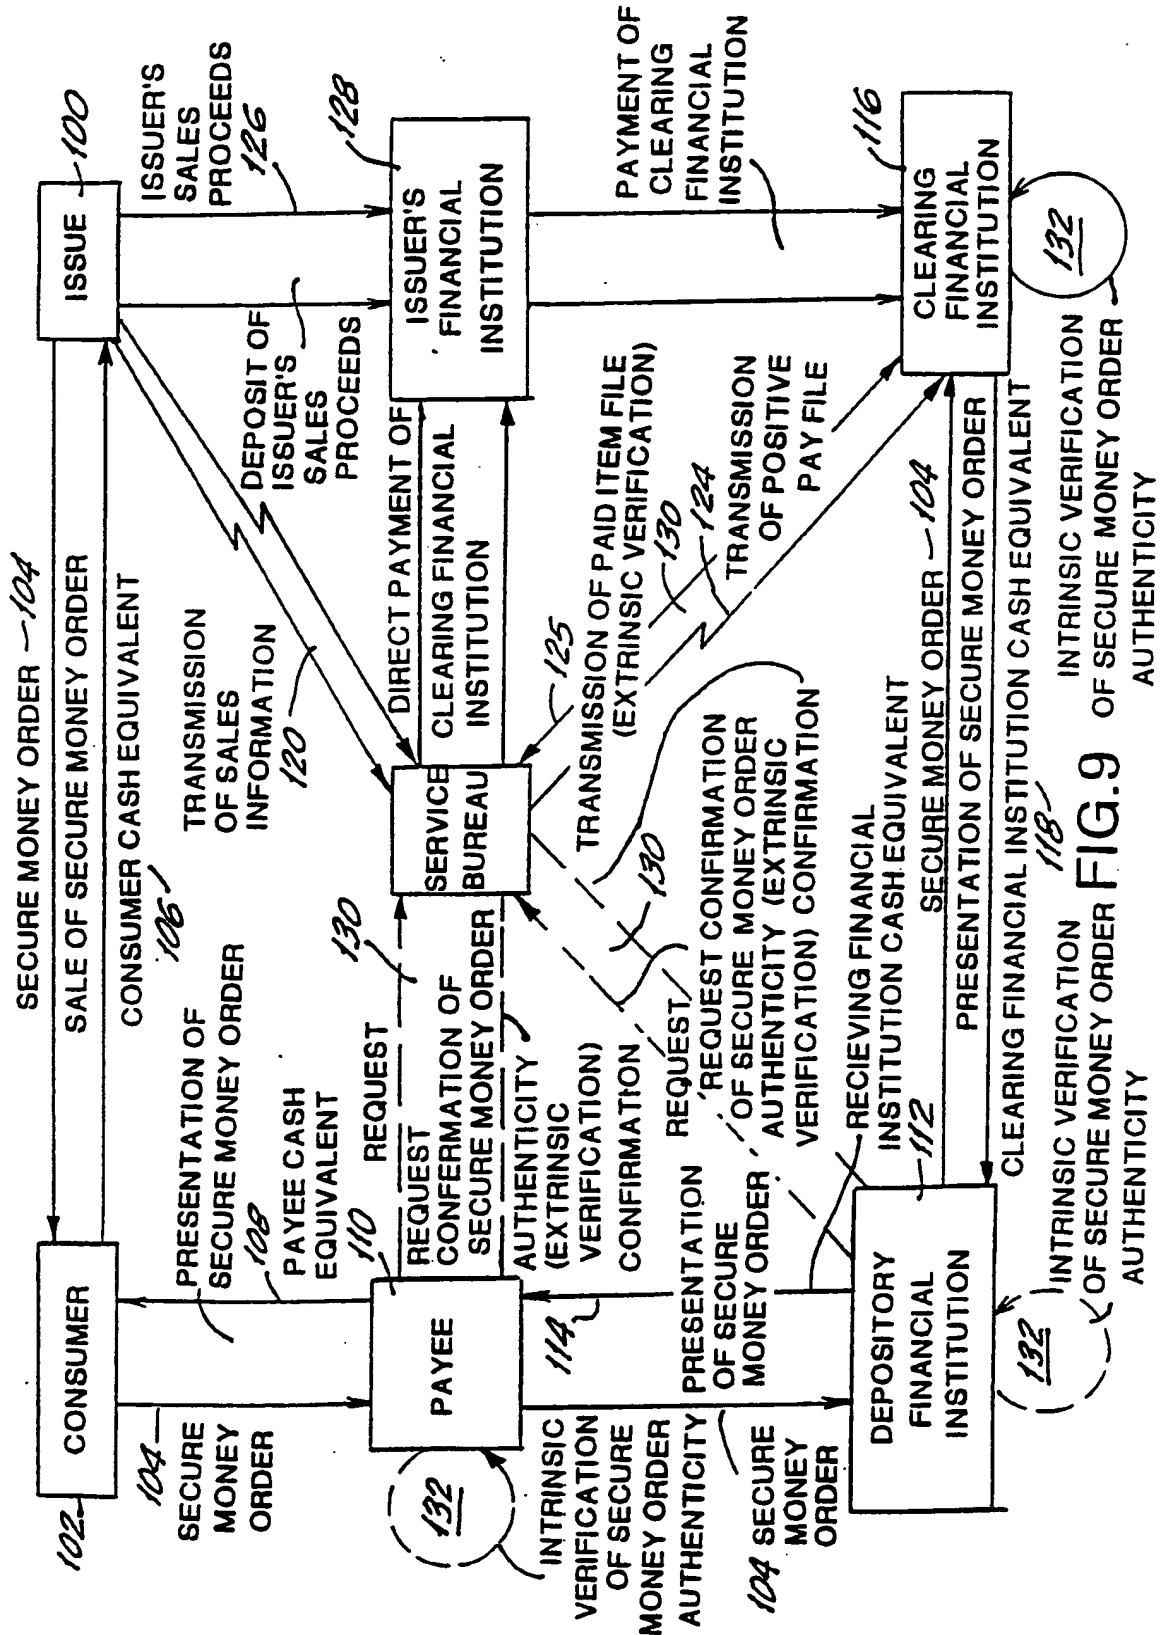 SECURE MONEY ORDER 104
SALE OF SECURE MONEY ORDER
CONSUMER CASH EQUIVALENT
106
102
CONSUMER
ISSUE
100
104
SECURE
MONEY
ORDER
PRESENTATION OF
SECURE MONEY ORDER
108
PAYEE CASH
EQUIVALENT
TRANSMISSION
OF SALES
INFORMATION
120
DEPOSIT OF
ISSUER'S
SALES
PROCEEDS
ISSUER'S
SALES
PROCEEDS
126
110
PAYEE
132
INTRINSIC
VERIFICATION
OF SECURE
MONEY ORDER
AUTHENTICITY
REQUEST
130
REQUEST
CONFERMATION OF
SECURE MONEY ORDER
AUTHENTICITY
(EXTRINSIC
VERIFICATION)
CONFIRMATION
SERVICE
BUREAU
DIRECT PAYMENT OF
CLEARING FINANCIAL
INSTITUTION
128
ISSUER'S
FINANCIAL
INSTITUTION
104 SECURE
MONEY
ORDER
114
PRESENTATION
OF SECURE
MONEY ORDER
REQUEST
130
REQUEST CONFIRMATION
OF SECURE MONEY ORDER
AUTHENTICITY (EXTRINSIC
VERIFICATION) CONFIRMATION
125
TRANSMISSION OF PAID ITEM FILE
(EXTRINSIC VERIFICATION)
130
124
TRANSMISSION
OF POSITIVE
PAY FILE
PAYMENT OF
CLEARING
FINANCIAL
INSTITUTION
RECIEVING FINANCIAL
INSTITUTION CASH EQUIVALENT
112
DEPOSITORY
FINANCIAL
INSTITUTION
SECURE MONEY ORDER 104
PRESENTATION OF SECURE MONEY ORDER
CLEARING FINANCIAL INSTITUTION CASH EQUIVALENT
118
116
CLEARING
FINANCIAL
INSTITUTION
132
INTRINSIC VERIFICATION
OF SECURE MONEY ORDER
AUTHENTICITY
132
INTRINSIC VERIFICATION
OF SECURE MONEY ORDER
AUTHENTICITY
FIG.9